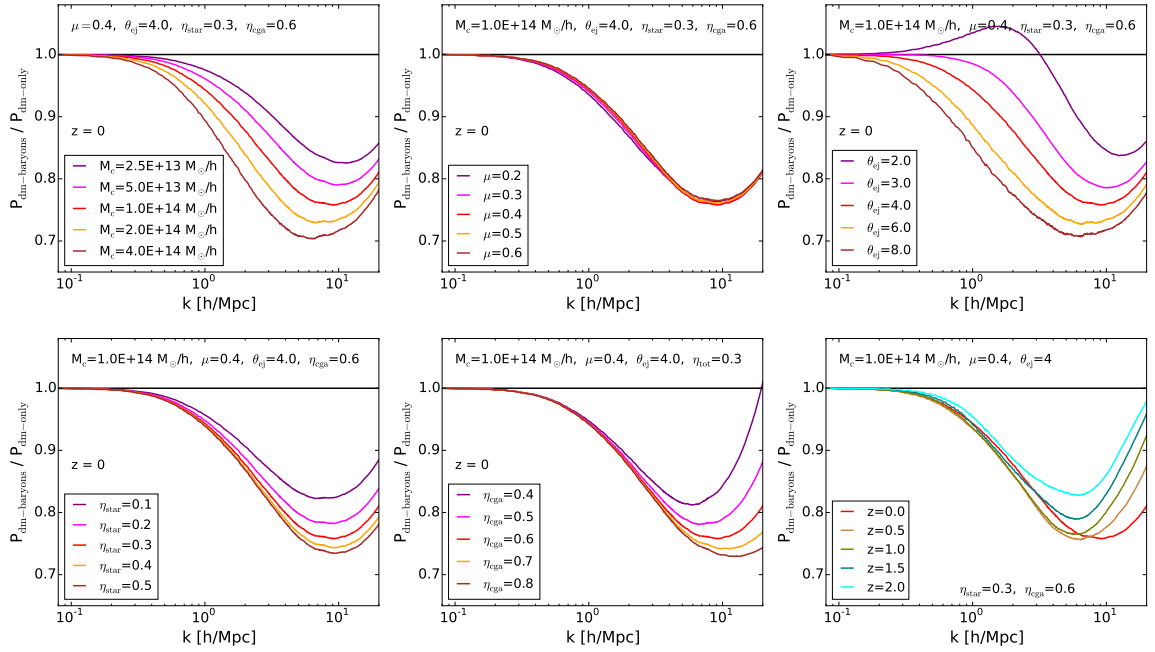 μ=0.4, θej=4.0, ηstar=0.3, ηcga=0.6
Pdm−baryons / Pdm−only
1.0
0.9
0.8
0.7
z = 0
Mc=2.5E+13 M⊙/h
Mc=5.0E+13 M⊙/h
Mc=1.0E+14 M⊙/h
Mc=2.0E+14 M⊙/h
Mc=4.0E+14 M⊙/h
10−1 100 101
k [h/Mpc]
Mc=1.0E+14 M⊙/h, θej=4.0, ηstar=0.3, ηcga=0.6
Pdm−baryons / Pdm−only
1.0
0.9
0.8
0.7
z = 0
μ=0.2
μ=0.3
μ=0.4
μ=0.5
μ=0.6
10−1 100 101
k [h/Mpc]
Mc=1.0E+14 M⊙/h, μ=0.4, ηstar=0.3, ηcga=0.6
Pdm−baryons / Pdm−only
1.0
0.9
0.8
0.7
z = 0
θej=2.0
θej=3.0
θej=4.0
θej=6.0
θej=8.0
10−1 100 101
k [h/Mpc]
Mc=1.0E+14 M⊙/h, μ=0.4, θej=4.0, ηcga=0.6
Pdm−baryons / Pdm−only
1.0
0.9
0.8
0.7
z = 0
ηstar=0.1
ηstar=0.2
ηstar=0.3
ηstar=0.4
ηstar=0.5
10−1 100 101
k [h/Mpc]
Mc=1.0E+14 M⊙/h, μ=0.4, θej=4.0, ηtot=0.3
Pdm−baryons / Pdm−only
1.0
0.9
0.8
0.7
z = 0
ηcga=0.4
ηcga=0.5
ηcga=0.6
ηcga=0.7
ηcga=0.8
10−1 100 101
k [h/Mpc]
Mc=1.0E+14 M⊙/h, μ=0.4, θej=4
Pdm−baryons / Pdm−only
1.0
0.9
0.8
0.7
z=0.0
z=0.5
z=1.0
z=1.5
z=2.0
ηstar=0.3, ηcga=0.6
10−1 100 101
k [h/Mpc]